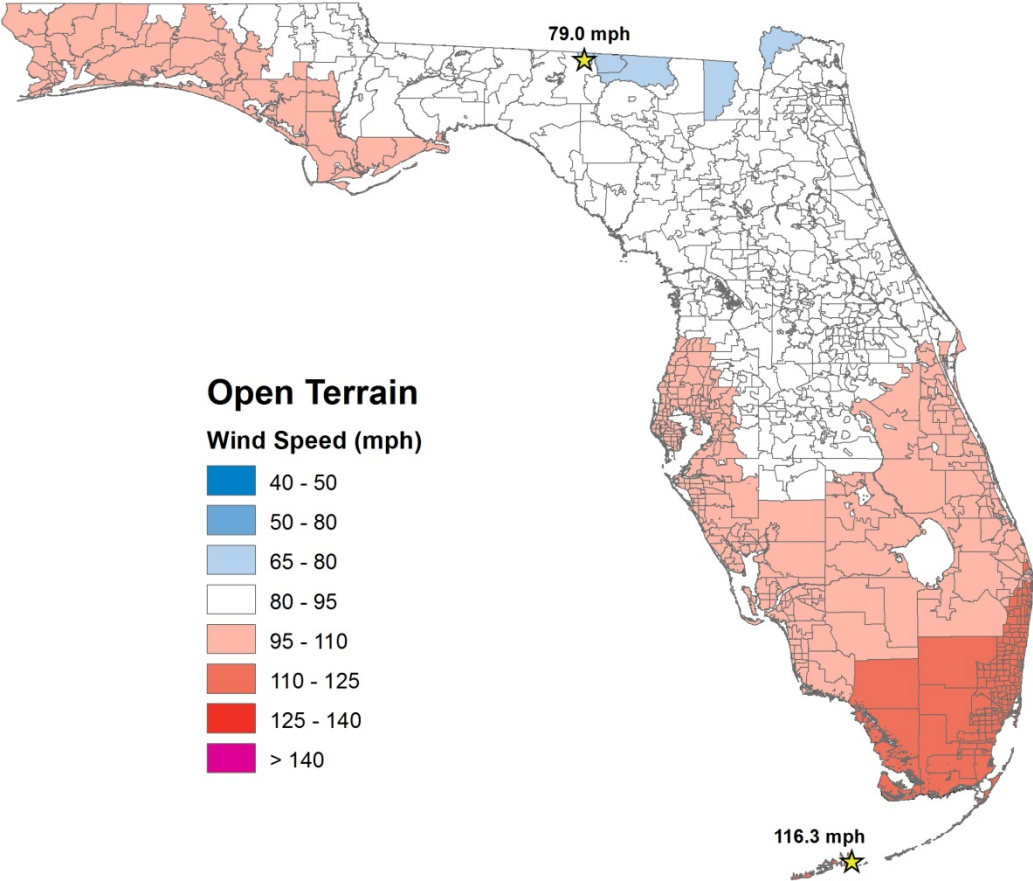 79.0 mph
Open Terrain
Wind Speed (mph)
40 - 50
50 - 80
65 - 80
80 - 95
95 - 110
110 - 125
125 - 140
> 140
116.3 mph